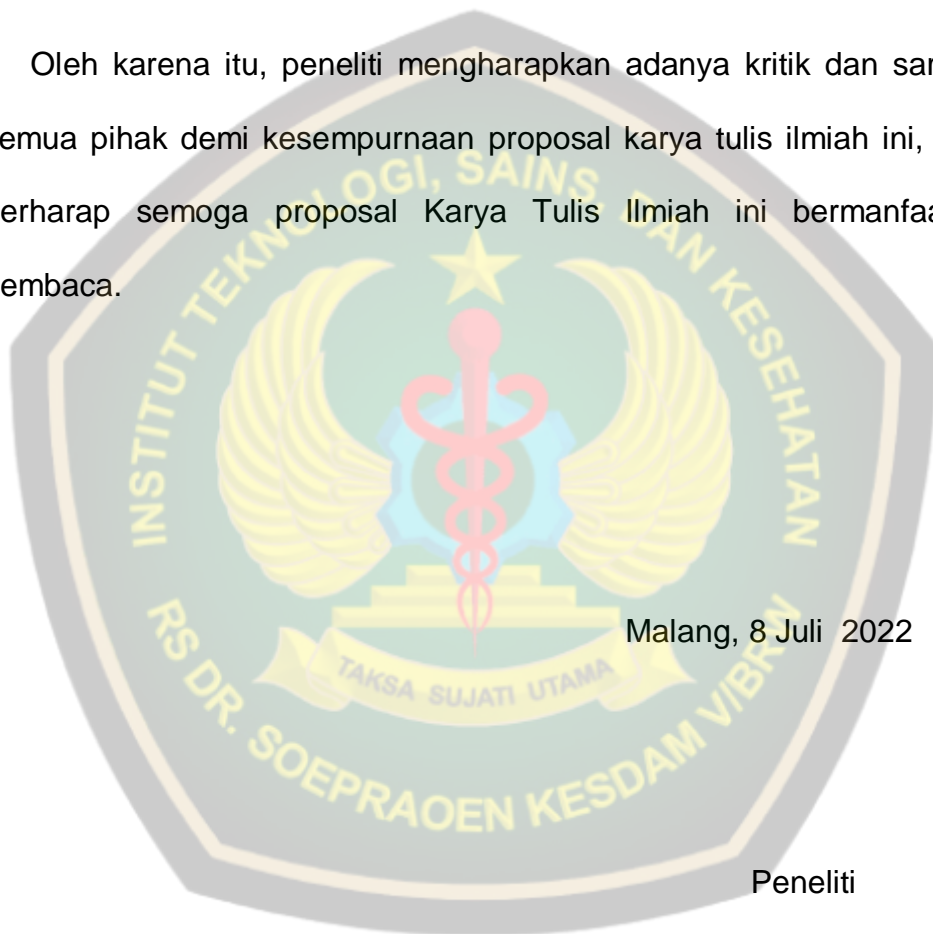 Oleh karena itu, peneliti mengharapkan adanya kritik dan sar
emua pihak demi kesempurnaan proposal karya tulis ilmiah ini,
erharap semoga proposal Karya Tulis Ilmiah ini bermanfaa
embaca.
INSTITUT TEKNOLOGI, SAINS, DAN KESEHATAN
TAKSA SUJATI UTAMA
RS DR. SOEPRAOEN KESDAM V/BRW
Malang, 8 Juli 2022
Peneliti